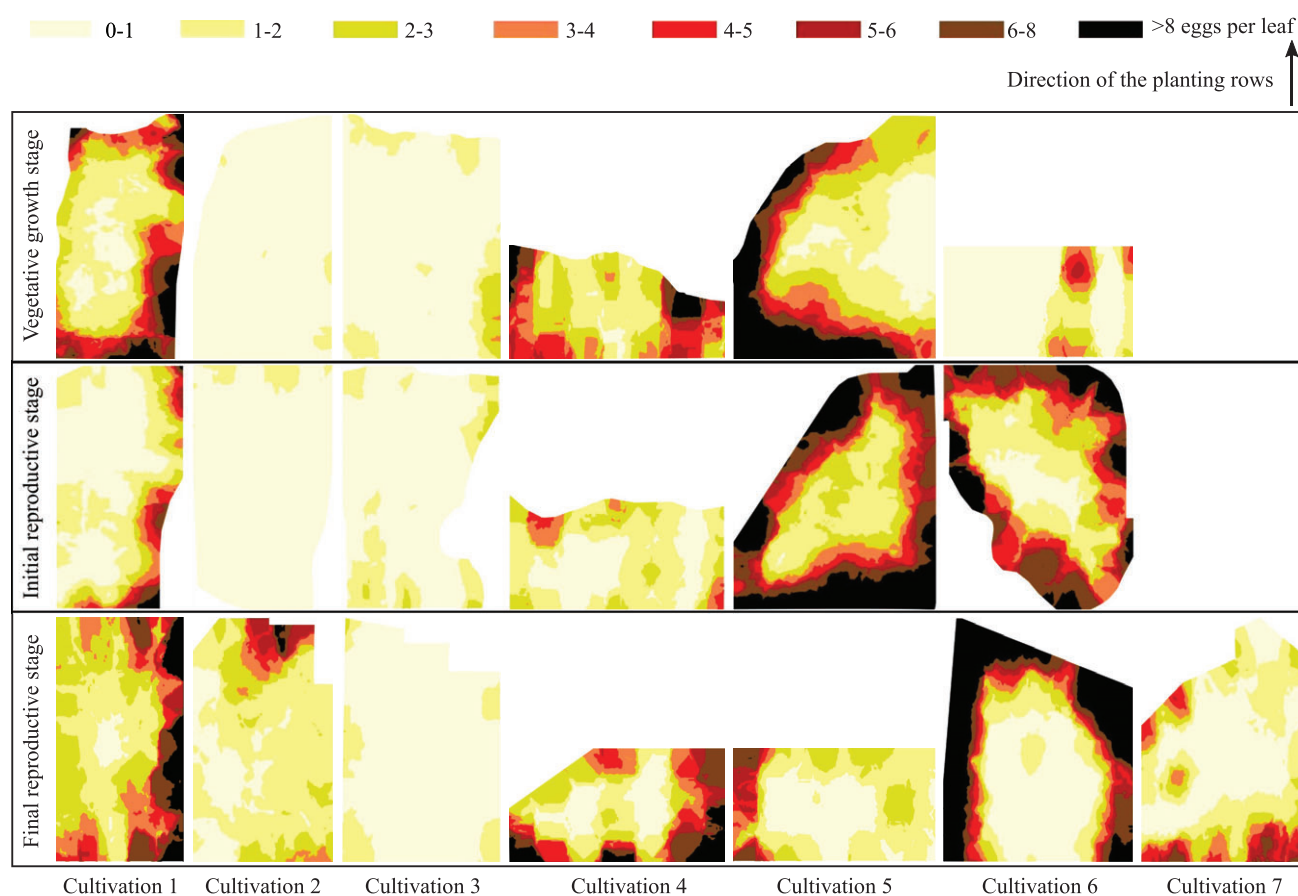 0-1 1-2 2-3 3-4 4-5 5-6 6-8 >8 eggs per leaf
Direction of the planting rows
Vegetative growth stage
Initial reproductive stage
Final reproductive stage
Cultivation 1 Cultivation 2 Cultivation 3 Cultivation 4 Cultivation 5 Cultivation 6 Cultivation 7